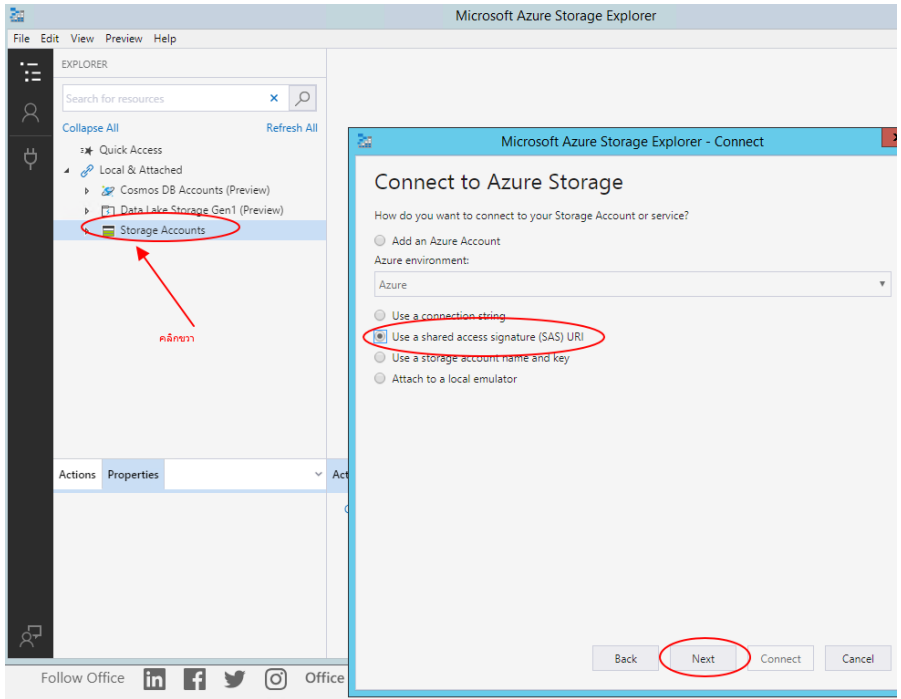 Microsoft Azure Storage Explorer
File Edit View Preview Help
EXPLORER
Search for resources
Collapse All Refresh All
Quick Access
Local & Attached
Cosmos DB Accounts (Preview)
Data Lake Storage Gen1 (Preview)
Storage Accounts
คลิกขวา
Actions Properties
Act
Microsoft Azure Storage Explorer - Connect
Connect to Azure Storage
How do you want to connect to your Storage Account or service?
Add an Azure Account
Azure environment:
Azure
Use a connection string
Use a shared access signature (SAS) URI
Use a storage account name and key
Attach to a local emulator
Back Next Connect Cancel
Follow Office in f Office